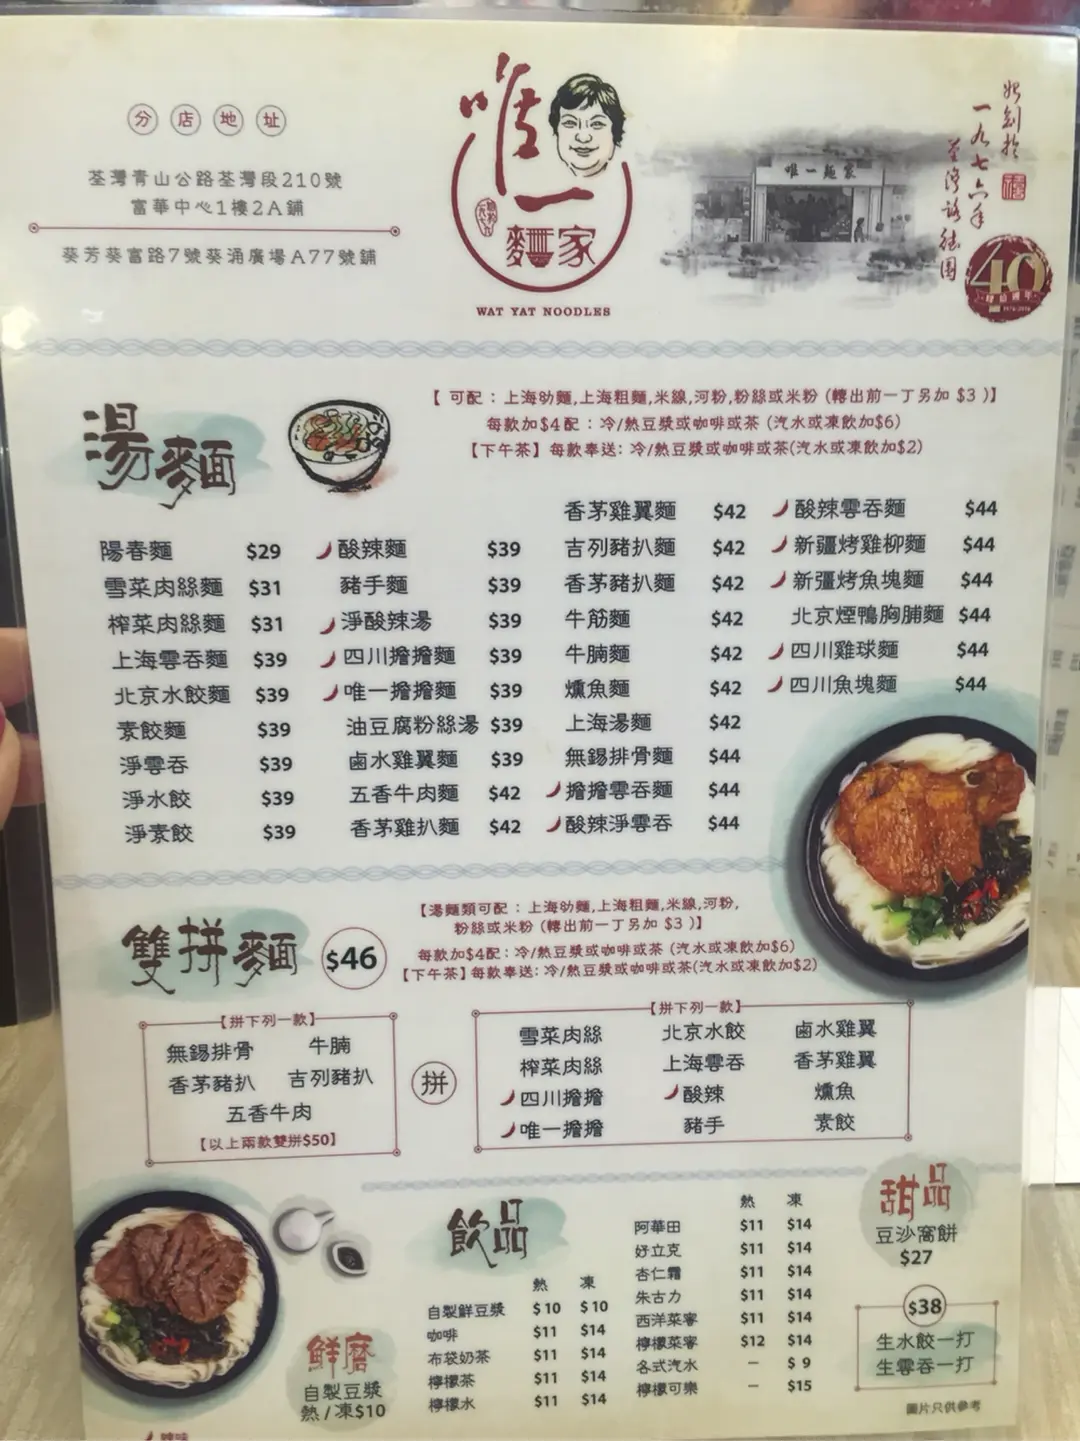 分店地址
荃灣青山公路荃灣段210號
富華中心1樓2A鋪
葵芳葵富路7號葵涌廣場A77號鋪
唯一麵家
WAT YAT NOODLES
唯一麵家
始創於
一九七六年
荃灣路德圍
40
湯麵
【 可配：上海幼麵,上海粗麵,米線,河粉,粉絲或米粉 (轉出前一丁另加 $3 )】
每款加$4配：冷/熱豆漿或咖啡或茶 (汽水或凍飲加$6)
【下午茶】每款奉送：冷/熱豆漿或咖啡或茶(汽水或凍飲加$2)
陽春麵 $29
雪菜肉絲麵 $31
榨菜肉絲麵 $31
上海雲吞麵 $39
北京水餃麵 $39
素餃麵 $39
淨雲吞 $39
淨水餃 $39
淨素餃 $39
酸辣麵 $39
豬手麵 $39
淨酸辣湯 $39
四川擔擔麵 $39
唯一擔擔麵 $39
油豆腐粉絲湯 $39
鹵水雞翼麵 $39
五香牛肉麵 $42
香茅雞扒麵 $42
香茅雞翼麵 $42
吉列豬扒麵 $42
香茅豬扒麵 $42
牛筋麵 $42
牛腩麵 $42
燻魚麵 $42
上海湯麵 $42
無錫排骨麵 $44
擔擔雲吞麵 $44
酸辣淨雲吞 $44
酸辣雲吞麵 $44
新疆烤雞柳麵 $44
新疆烤魚塊麵 $44
北京煙鴨胸脯麵 $44
四川雞球麵 $44
四川魚塊麵 $44
雙拼麵 $46
【湯麵類可配：上海幼麵,上海粗麵,米線,河粉,
粉絲或米粉 (轉出前一丁另加 $3 )】
每款加$4配：冷/熱豆漿或咖啡或茶 (汽水或凍飲加$6)
【下午茶】每款奉送：冷/熱豆漿或咖啡或茶(汽水或凍飲加$2)
【拼下列一款】
無錫排骨 牛腩
香茅豬扒 吉列豬扒
五香牛肉
【以上兩款雙拼$50】
拼
【拼下列一款】
雪菜肉絲 北京水餃 鹵水雞翼
榨菜肉絲 上海雲吞 香茅雞翼
四川擔擔 酸辣 燻魚
唯一擔擔 豬手 素餃
鮮磨
自製豆漿
熱/凍$10
飲品
熱 凍
自製鮮豆漿 $10 $10
咖啡 $11 $14
布袋奶茶 $11 $14
檸檬茶 $11 $14
檸檬水 $11 $14
熱 凍
阿華田 $11 $14
好立克 $11 $14
杏仁霜 $11 $14
朱古力 $11 $14
西洋菜蜜 $11 $14
檸檬菜蜜 $12 $14
各式汽水 — $9
檸檬可樂 — $15
甜品
豆沙窩餅
$27
$38
生水餃一打
生雲吞一打
圖片只供參考
辣味